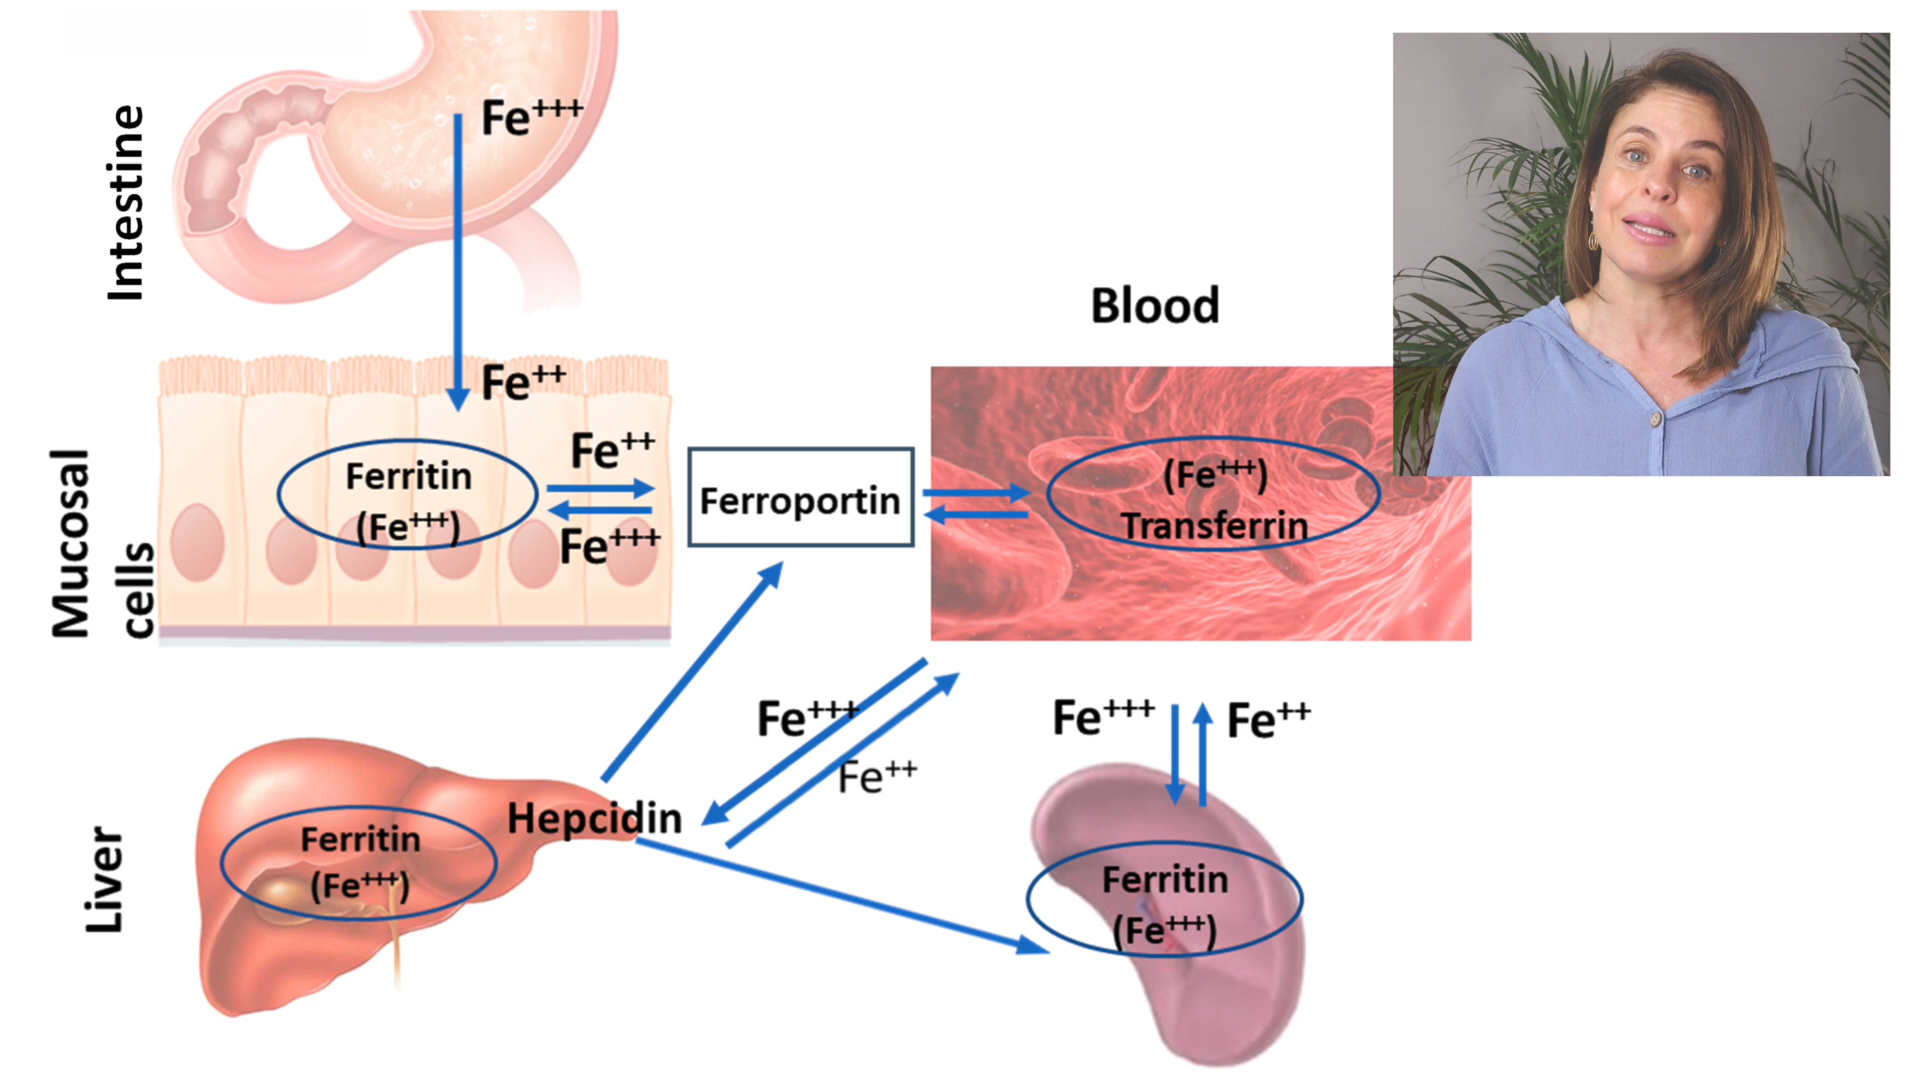 Intestine
Fe+++
Blood
Mucosal
cells
Fe++
Ferritin
(Fe+++)
Fe++
Fe+++
Ferroportin
(Fe+++)
Transferrin
Fe+++
Fe++
Fe+++
Fe++
Liver
Hepcidin
Ferritin
(Fe+++)
Ferritin
(Fe+++)